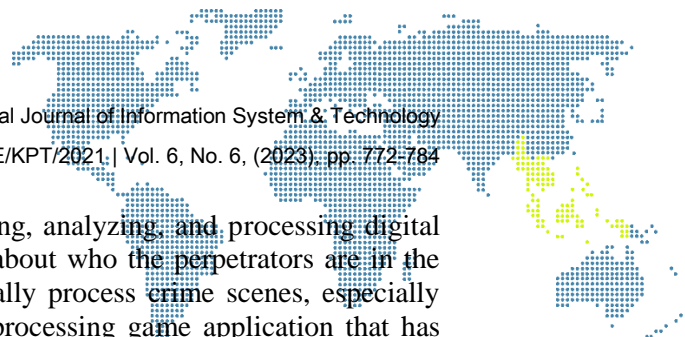 al Journal of Information System & Technology
E/KPT/2021 | Vol. 6, No. 6, (2023), pp. 772-784
ng, analyzing, and processing digital
about who the perpetrators are in the
ally process crime scenes, especially
processing game application that has